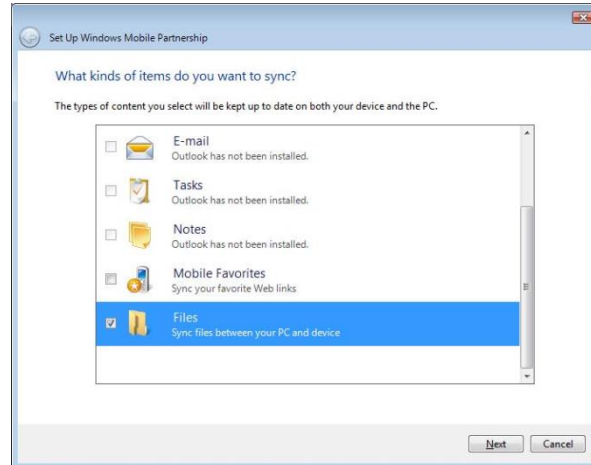 Set Up Windows Mobile Partnership
What kinds of items do you want to sync?
The types of content you select will be kept up to date on both your device and the PC.
E-mail
Outlook has not been installed.
Tasks
Outlook has not been installed.
Notes
Outlook has not been installed.
Mobile Favorites
Sync your favorite Web links
Files
Sync files between your PC and device
Next Cancel